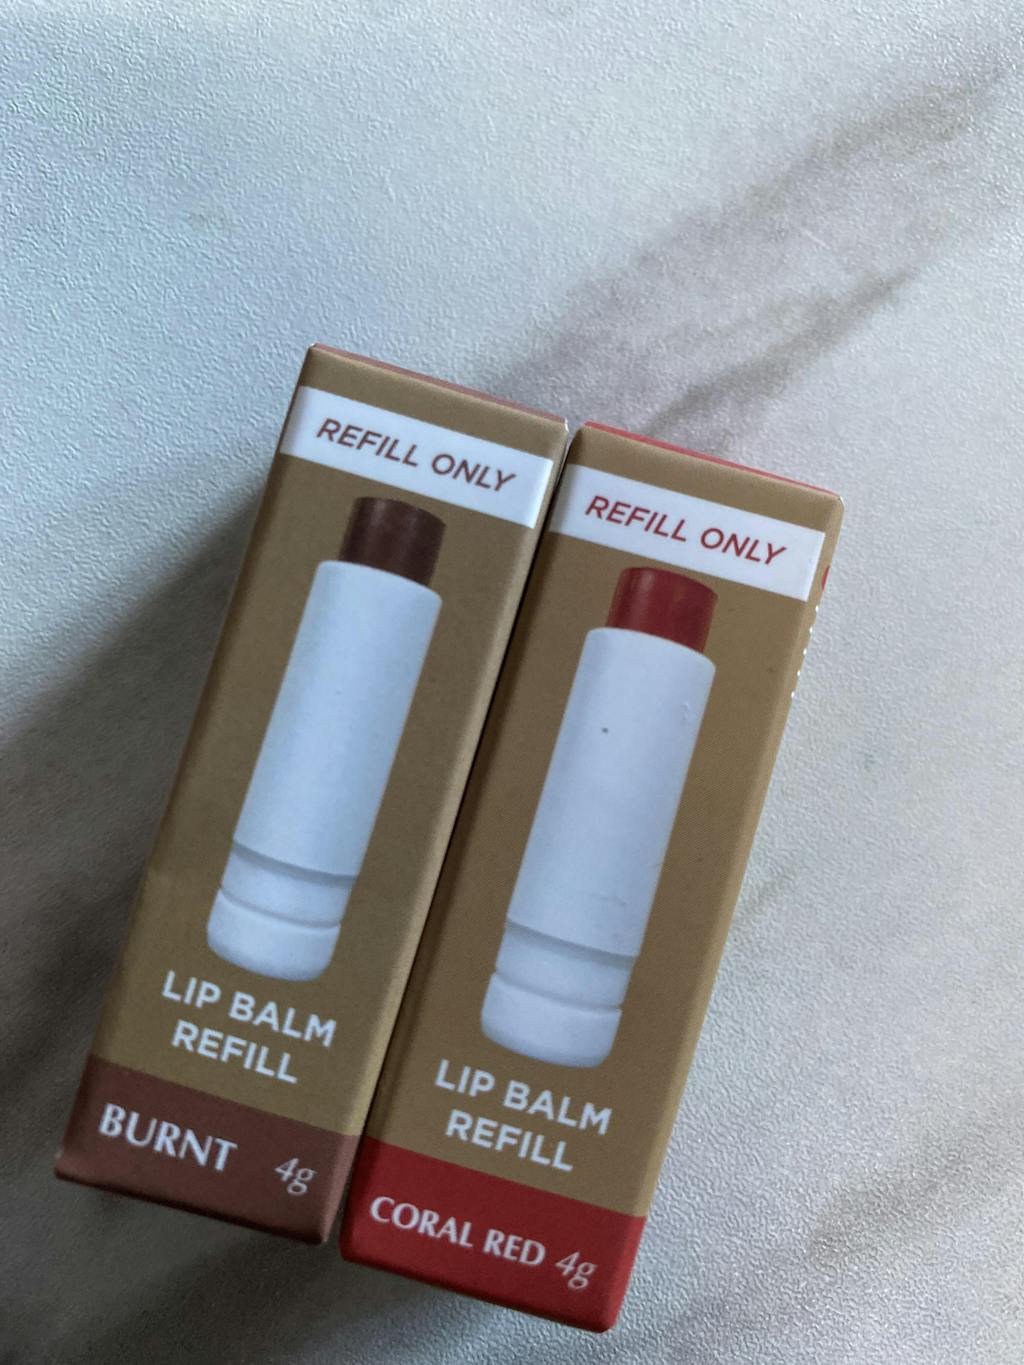 REFILL ONLY
LIP BALM
REFILL
BURNT 4g
REFILL ONLY
LIP BALM
REFILL
CORAL RED 4g